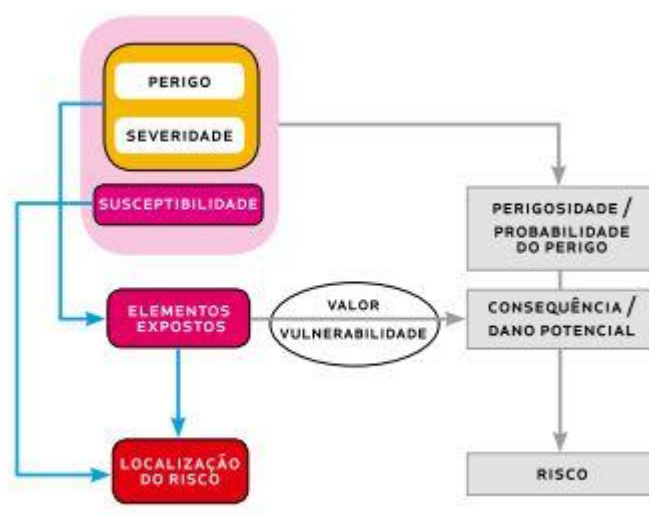 PERIGO
SEVERIDADE
SUSCEPTIBILIDADE
PERIGOSIDADE /
PROBABILIDADE
DO PERIGO
ELEMENTOS
EXPOSTOS
VALOR
VULNERABILIDADE
CONSEQUÊNCIA /
DANO POTENCIAL
LOCALIZAÇÃO
DO RISCO
RISCO